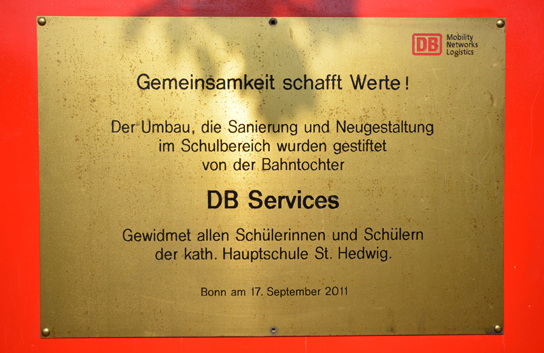 DB Mobility
Networks
Logistics
Gemeinsamkeit schafft Werte!
Der Umbau, die Sanierung und Neugestaltung
im Schulbereich wurden gestiftet
von der Bahntochter
DB Services
Gewidmet allen Schülerinnen und Schülern
der kath. Hauptschule St. Hedwig.
Bonn am 17. September 2011